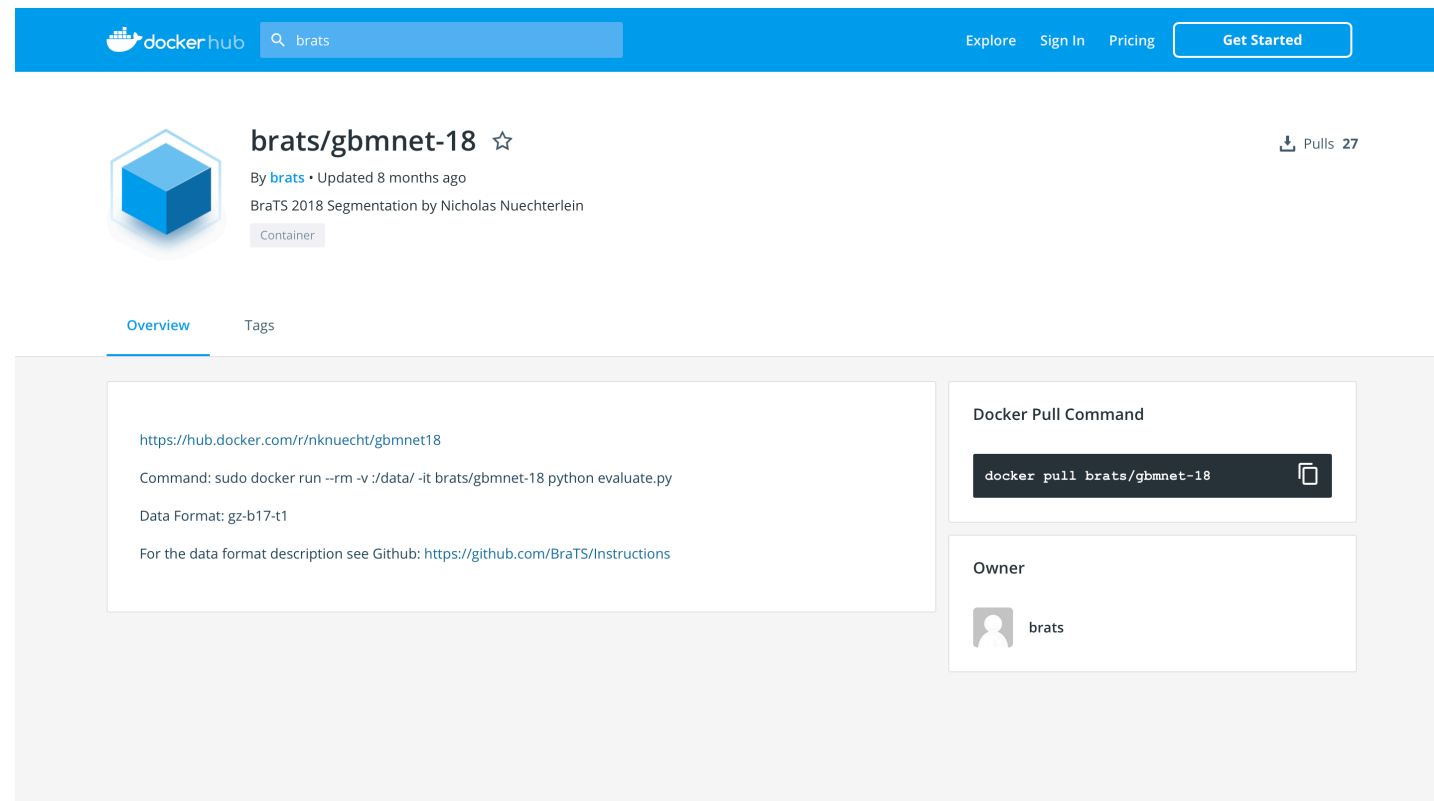 dockerhub
brats
Explore Sign In Pricing Get Started
brats/gbmnet-18
Pulls 27
By brats • Updated 8 months ago
BraTS 2018 Segmentation by Nicholas Nuechterlein
Container
Overview Tags
https://hub.docker.com/r/nknuecht/gbmnet18
Command: sudo docker run --rm -v :/data/ -it brats/gbmnet-18 python evaluate.py
Data Format: gz-b17-t1
For the data format description see Github: https://github.com/BraTS/Instructions
Docker Pull Command
docker pull brats/gbmnet-18
Owner
brats